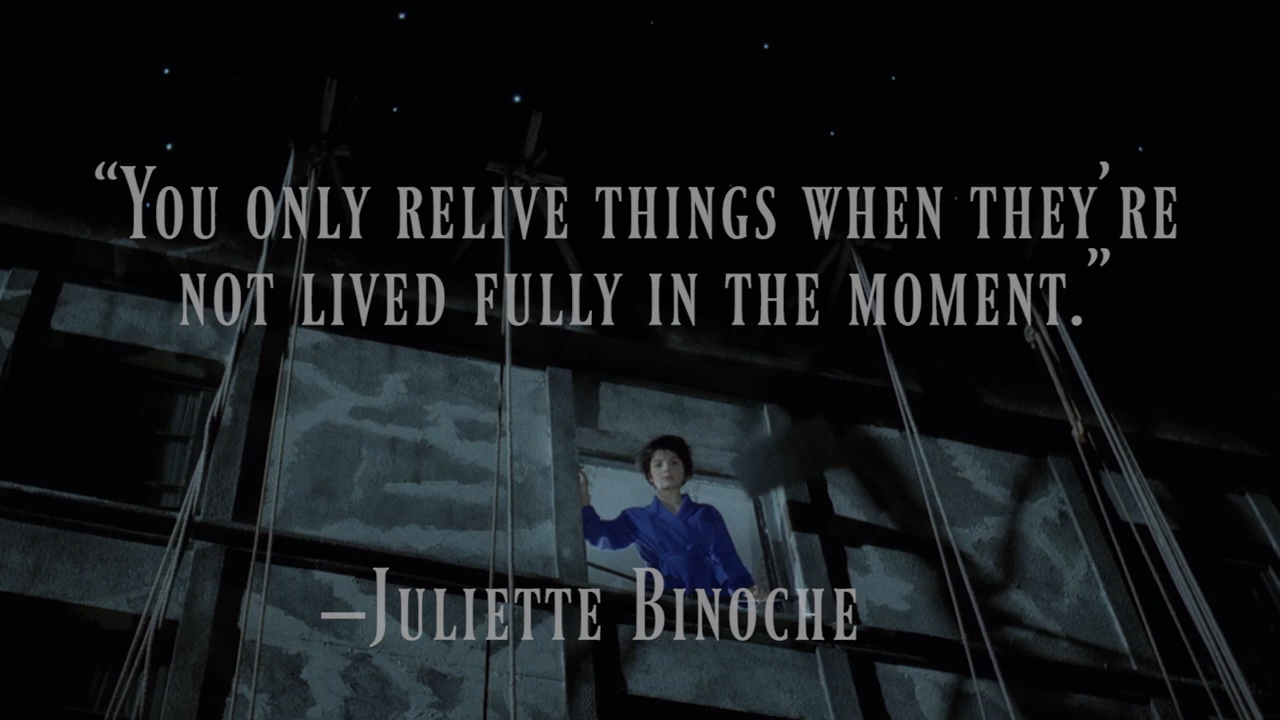 “You only relive things when they’re
not lived fully in the moment.”
–Juliette Binoche